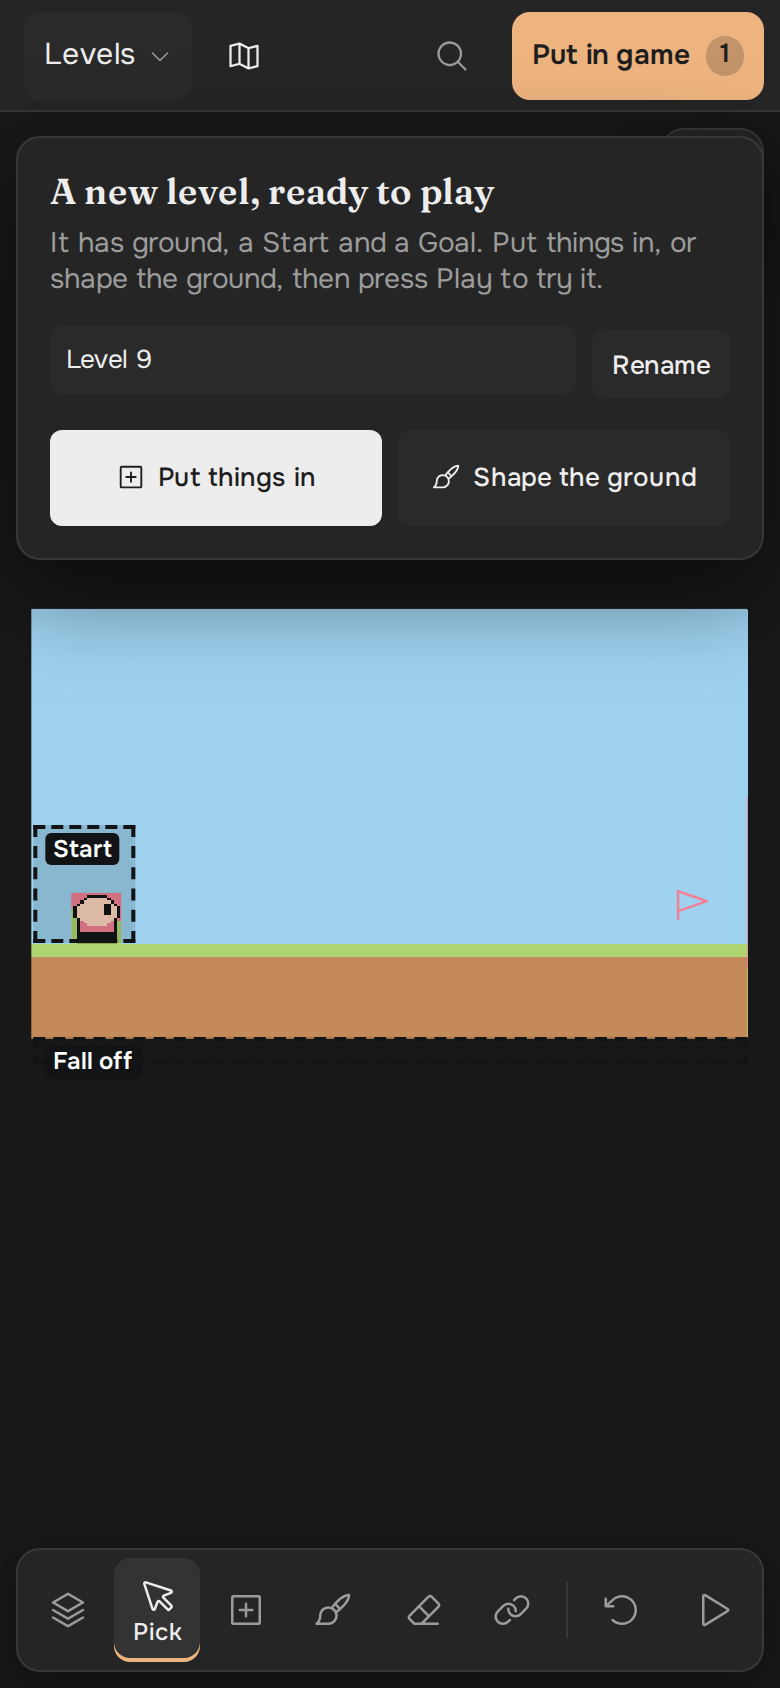 Levels
Put in game 1
A new level, ready to play
It has ground, a Start and a Goal. Put things in, or
shape the ground, then press Play to try it.
Level 9
Rename
Put things in
Shape the ground
Start
Fall off
Pick